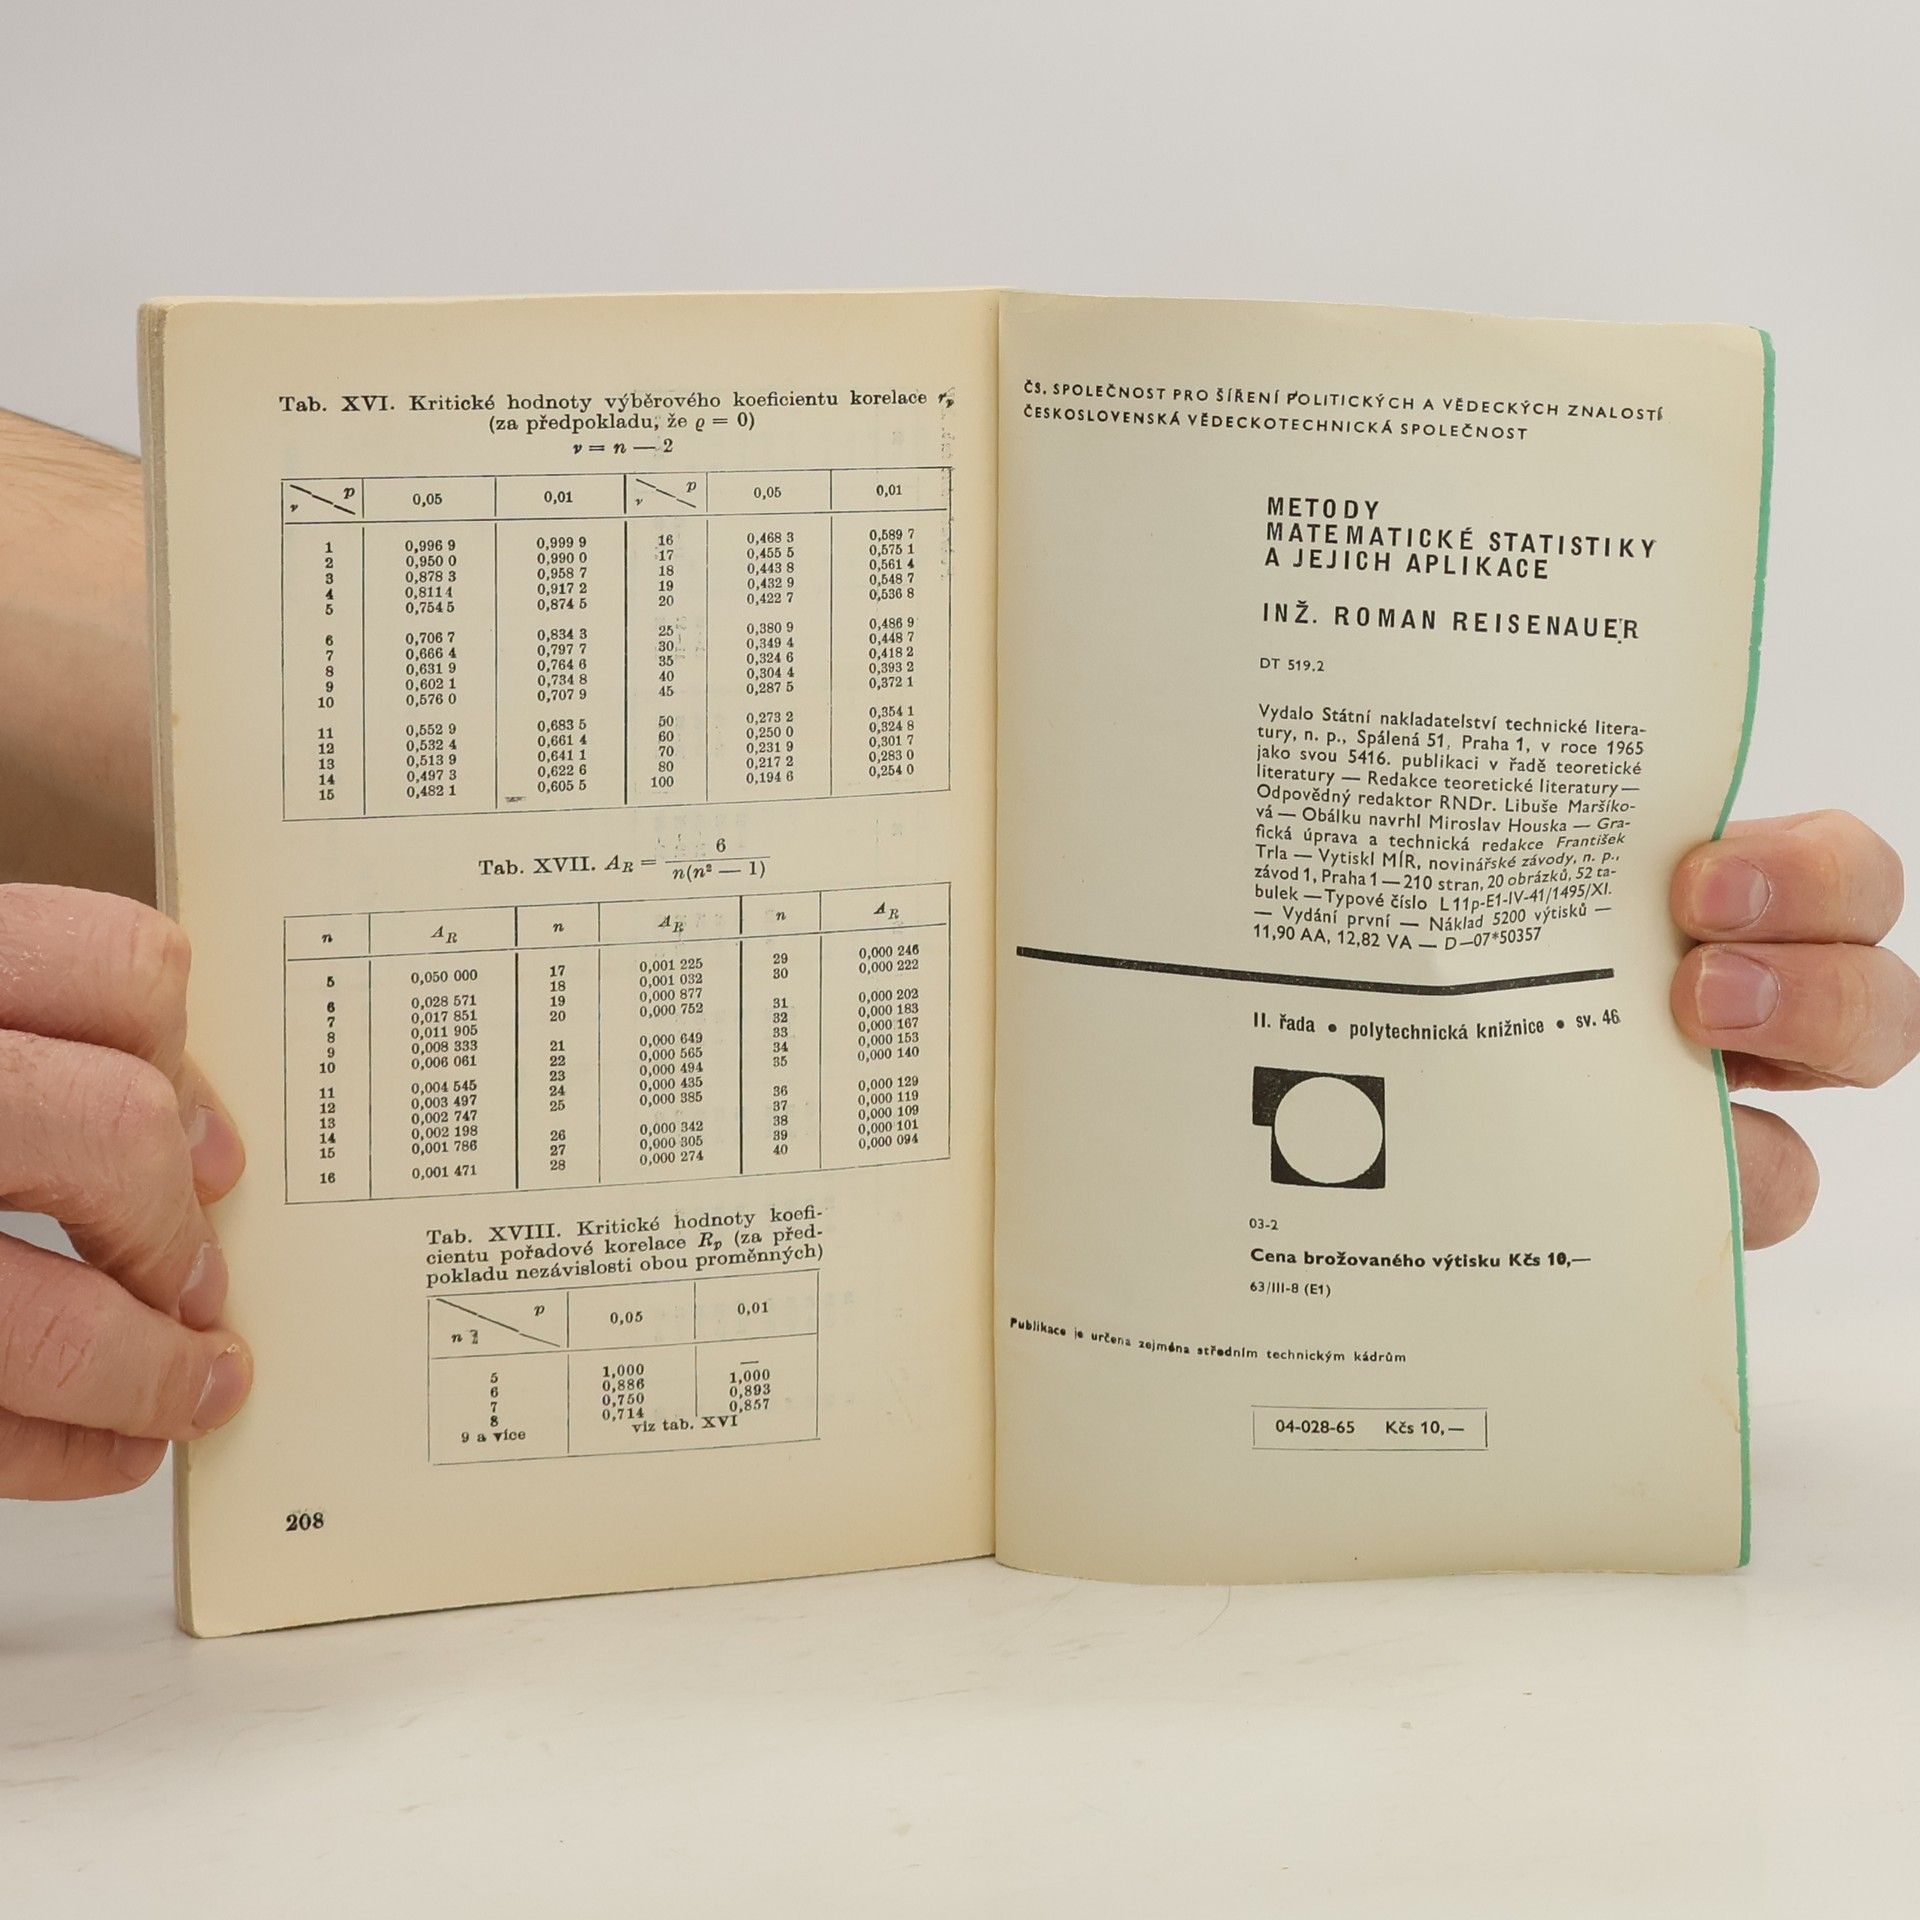 Tab. XVI. Kritické hodnoty výběrového koeficientu korelace rₚ
(za předpokladu, že ϱ = 0)
ν = n — 2
ν p 0,05 0,01 ν p 0,05 0,01
1 0,996 9 0,999 9 16 0,468 3 0,589 7
2 0,950 0 0,990 0 17 0,455 5 0,575 1
3 0,878 3 0,958 7 18 0,443 8 0,561 4
4 0,811 4 0,917 2 19 0,432 9 0,548 7
5 0,754 5 0,874 5 20 0,422 7 0,536 8
6 0,706 7 0,834 3 25 0,380 9 0,486 9
7 0,666 4 0,797 7 30 0,349 4 0,448 7
8 0,631 9 0,764 6 35 0,324 6 0,418 2
9 0,602 1 0,734 8 40 0,304 4 0,393 2
10 0,576 0 0,707 9 45 0,287 5 0,372 1
11 0,552 9 0,683 5 50 0,273 2 0,354 1
12 0,532 4 0,661 4 60 0,250 0 0,324 8
13 0,513 9 0,641 1 70 0,231 9 0,301 7
14 0,497 3 0,622 6 80 0,217 2 0,283 0
15 0,482 1 0,605 5 100 0,194 6 0,254 0
Tab. XVII. A_R = 6 / n(n² — 1)
n A_R n A_R n A_R
5 0,050 000 17 0,001 225 29 0,000 246
18 0,001 032 30 0,000 222
6 0,028 571 19 0,000 877
7 0,017 851 20 0,000 752 31 0,000 202
8 0,011 905 32 0,000 183
9 0,008 333 21 0,000 649 33 0,000 167
10 0,006 061 22 0,000 565 34 0,000 153
23 0,000 494 35 0,000 140
11 0,004 545 24 0,000 435
12 0,003 497 25 0,000 385 36 0,000 129
13 0,002 747 37 0,000 119
14 0,002 198 26 0,000 342 38 0,000 109
15 0,001 786 27 0,000 305 39 0,000 101
16 0,001 471 28 0,000 274 40 0,000 094
Tab. XVIII. Kritické hodnoty koefi-
cientu pořadové korelace Rₚ (za před-
pokladu nezávislosti obou proměnných)
n p 0,05 0,01
5 1,000 —
6 0,886 1,000
7 0,750 0,893
8 0,714 0,857
9 a více viz tab. XVI
208
ČS. SPOLEČNOST PRO ŠÍŘENÍ POLITICKÝCH A VĚDECKÝCH ZNALOSTÍ
ČESKOSLOVENSKÁ VĚDECKOTECHNICKÁ SPOLEČNOST
METODY
MATEMATICKÉ STATISTIKY
A JEJICH APLIKACE
INŽ. ROMAN REISENAUER
DT 519.2
Vydalo Státní nakladatelství technické litera-
tury, n. p., Spálená 51, Praha 1, v roce 1965
jako svou 5416. publikaci v řadě teoretické
literatury — Redakce teoretické literatury —
Odpovědný redaktor RNDr. Libuše Maršíko-
vá — Obálku navrhl Miroslav Houska — Gra-
fická úprava a technická redakce František
Trla — Vytiskl MÍR, novinářské závody, n. p.,
závod 1, Praha 1 — 210 stran, 20 obrázků, 52 ta-
bulek — Typové číslo L11p-E1-IV-41/1495/XI.
— Vydání první — Náklad 5200 výtisků —
11,90 AA, 12,82 VA — D—07*50357
II. řada • polytechnická knižnice • sv. 46
03-2
Cena brožovaného výtisku Kčs 10,—
63/III-8 (E1)
Publikace je určena zejména středním technickým kádrům
04-028-65 Kčs 10,—